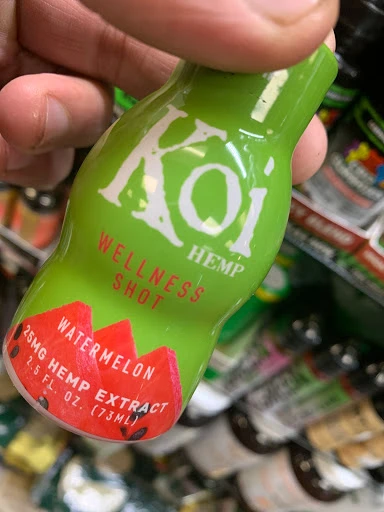 Koi
HEMP
WELLNESS
SHOT
WATERMELON
25MG HEMP EXTRACT
2.5 FL. OZ. (73ML)